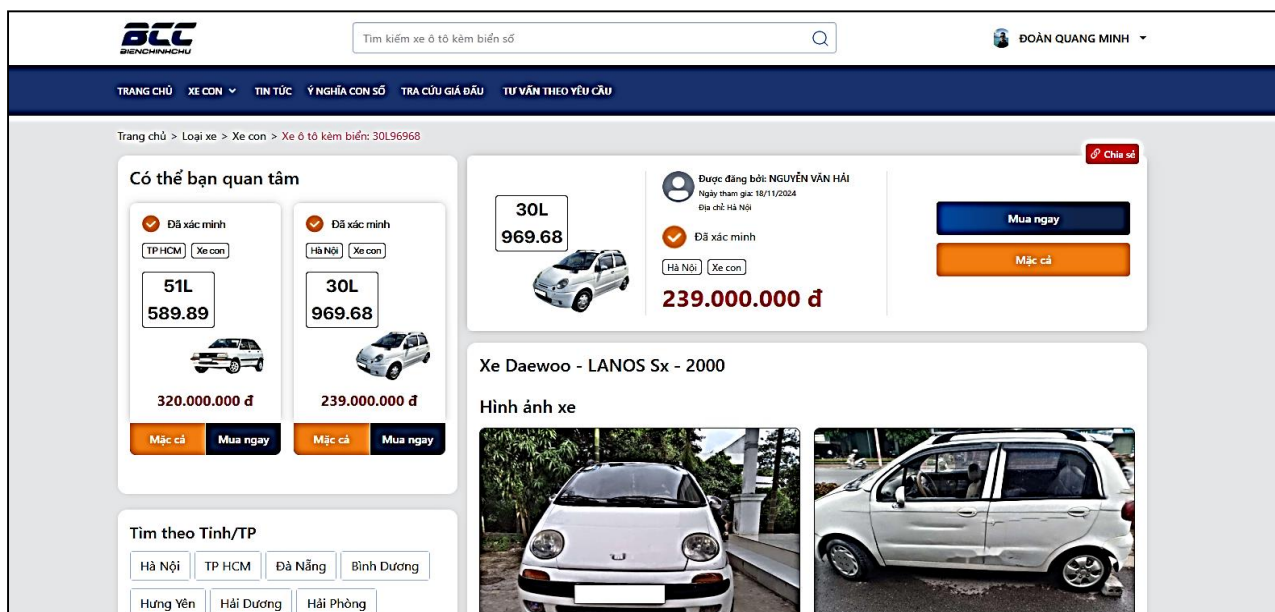 BCC
BIENCHINHCHU
Tìm kiếm xe ô tô kèm biển số
ĐOÀN QUANG MINH
TRANG CHỦ XE CON TIN TỨC Ý NGHĨA CON SỐ TRA CỨU GIÁ ĐẤU TƯ VẤN THEO YÊU CẦU
Trang chủ > Loại xe > Xe con > Xe ô tô kèm biển: 30L96968
Chia sẻ
Có thể bạn quan tâm
Đã xác minh
TP HCM Xe con
51L
589.89
320.000.000 đ
Mặc cả Mua ngay
Đã xác minh
Hà Nội Xe con
30L
969.68
239.000.000 đ
Mặc cả Mua ngay
30L
969.68
Được đăng bởi: NGUYỄN VĂN HẢI
Ngày tham gia: 18/11/2024
Địa chỉ: Hà Nội
Đã xác minh
Hà Nội Xe con
239.000.000 đ
Mua ngay
Mặc cả
Xe Daewoo - LANOS Sx - 2000
Hình ảnh xe
Tìm theo Tỉnh/TP
Hà Nội TP HCM Đà Nẵng Bình Dương
Hưng Yên Hải Dương Hải Phòng